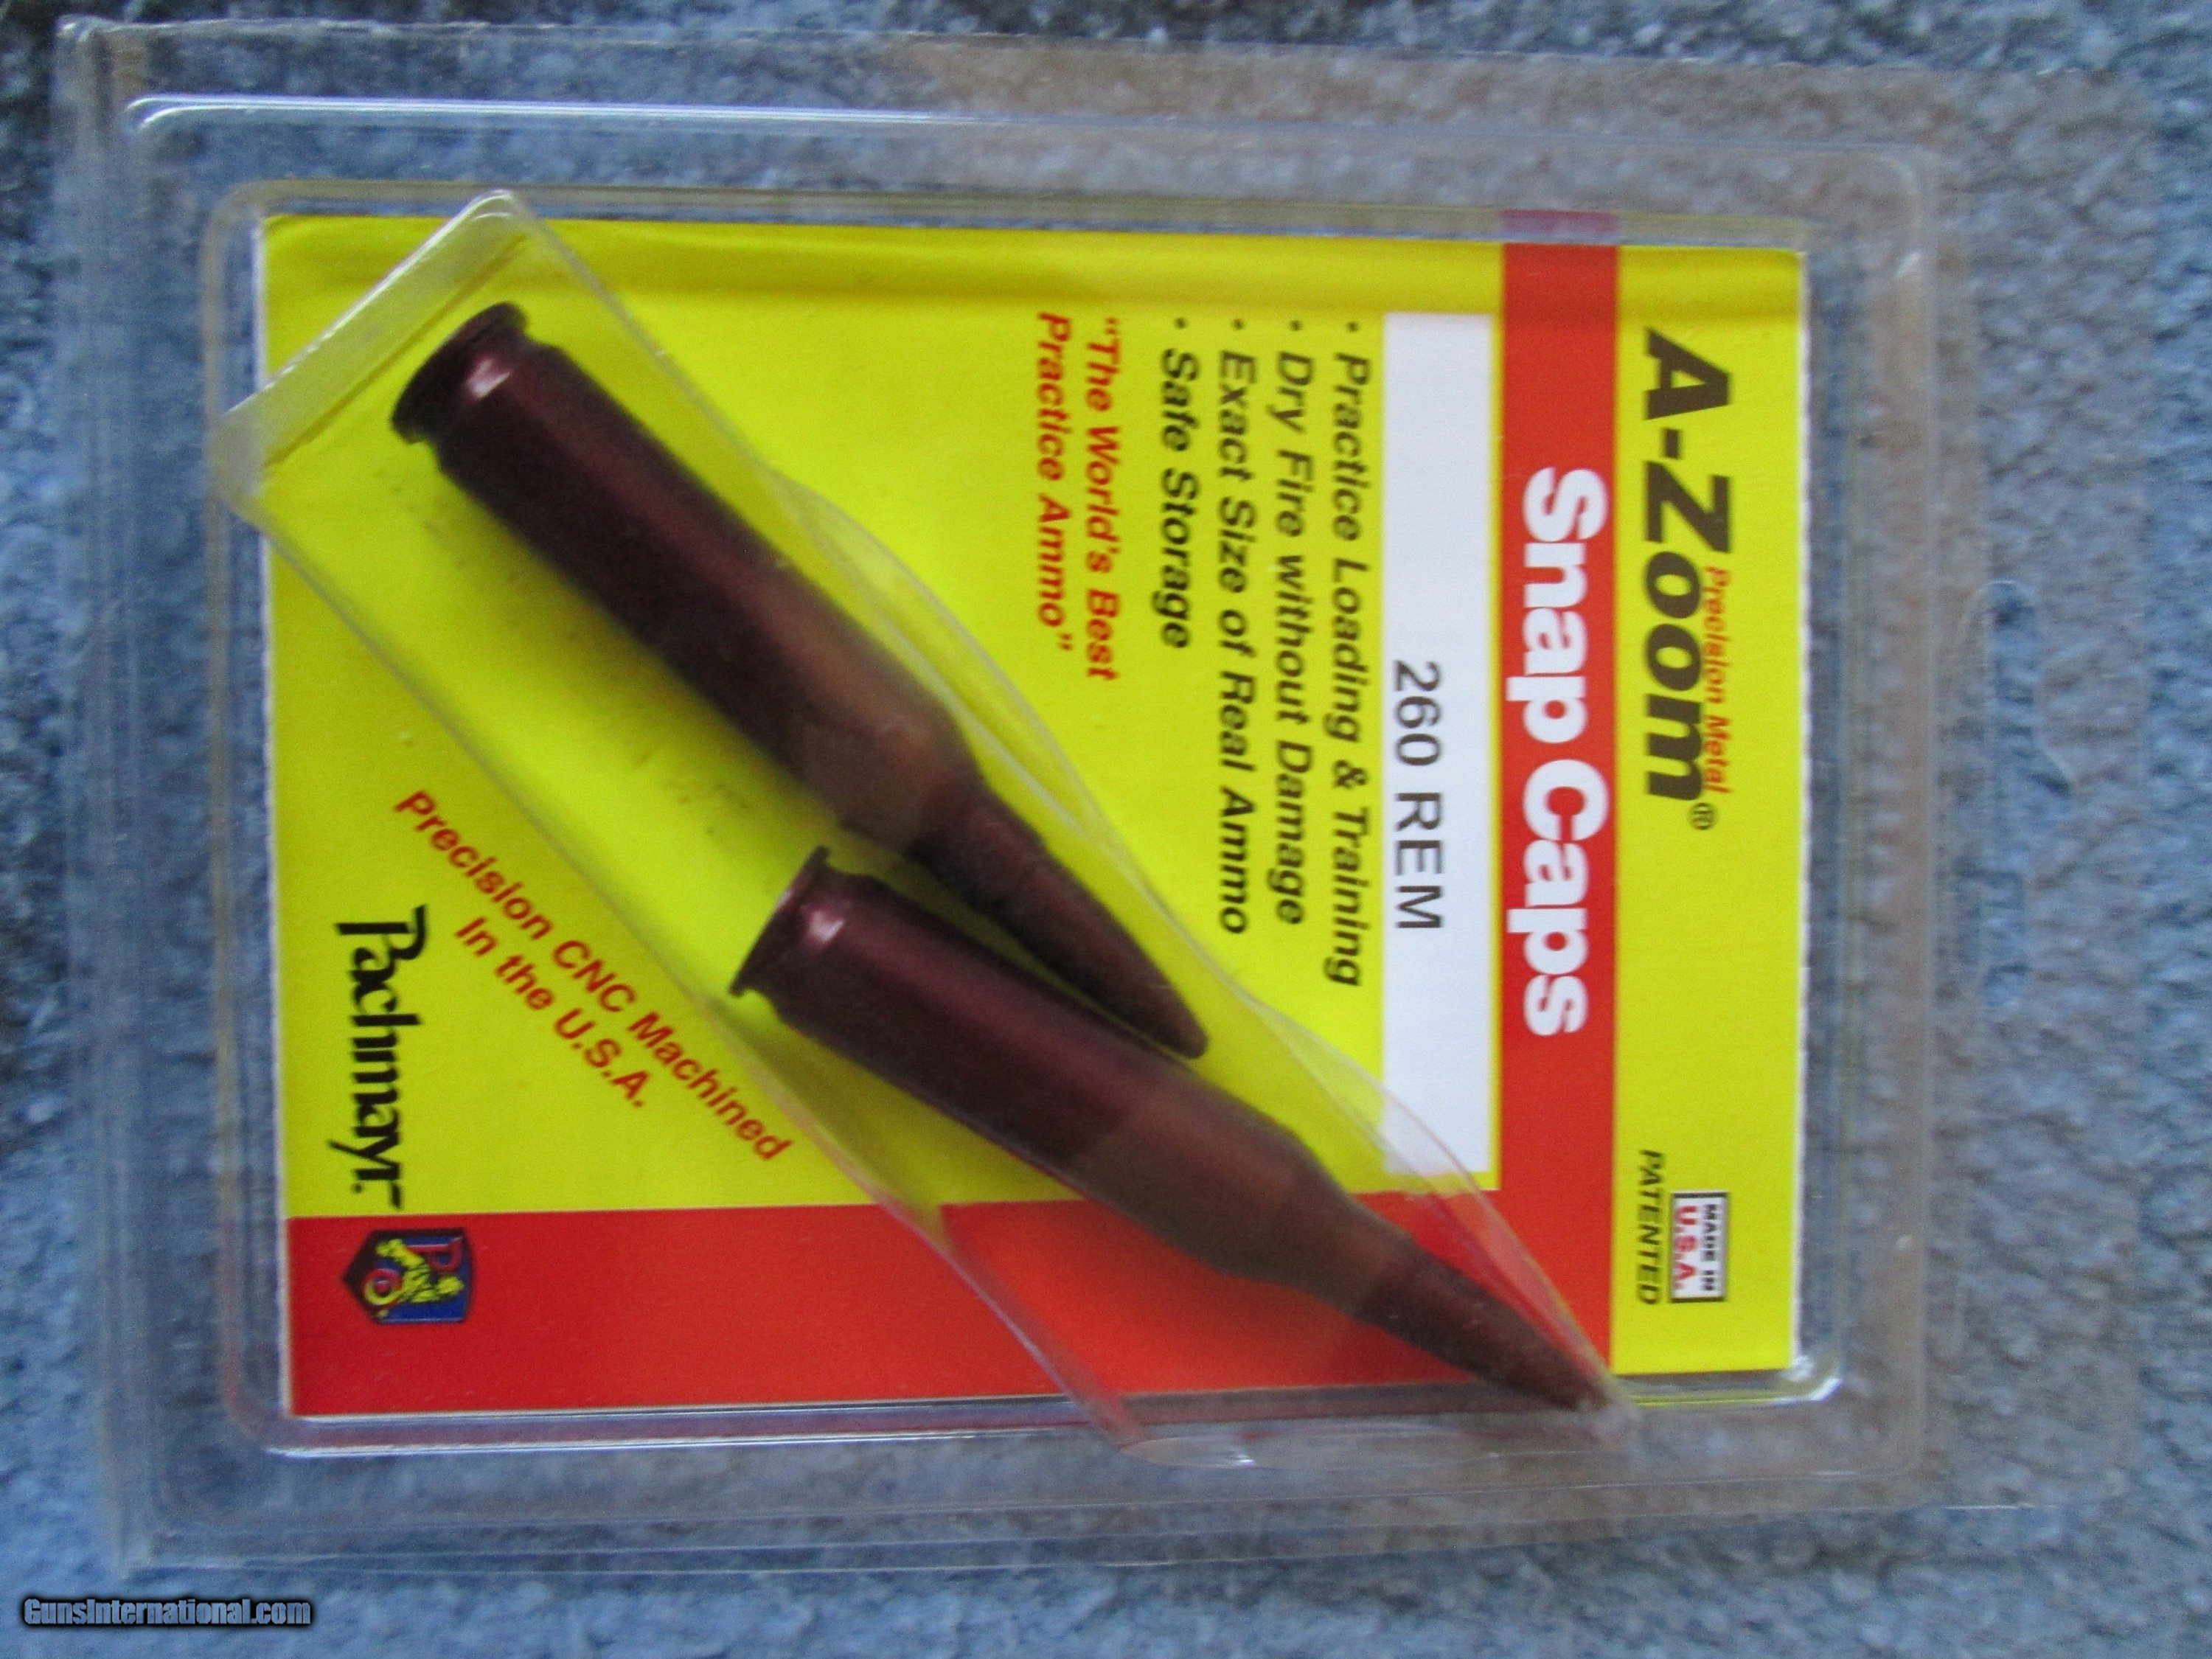 A-Zoom®
Precision Metal
MADE IN
U.S.A
PATENTED
Snap Caps
260 REM
• Practice Loading & Training
• Dry Fire without Damage
• Exact Size of Real Ammo
• Safe Storage
"The World's Best
Practice Ammo"
Precision CNC Machined
In the U.S.A.
Pachmayr
GunsInternational.com